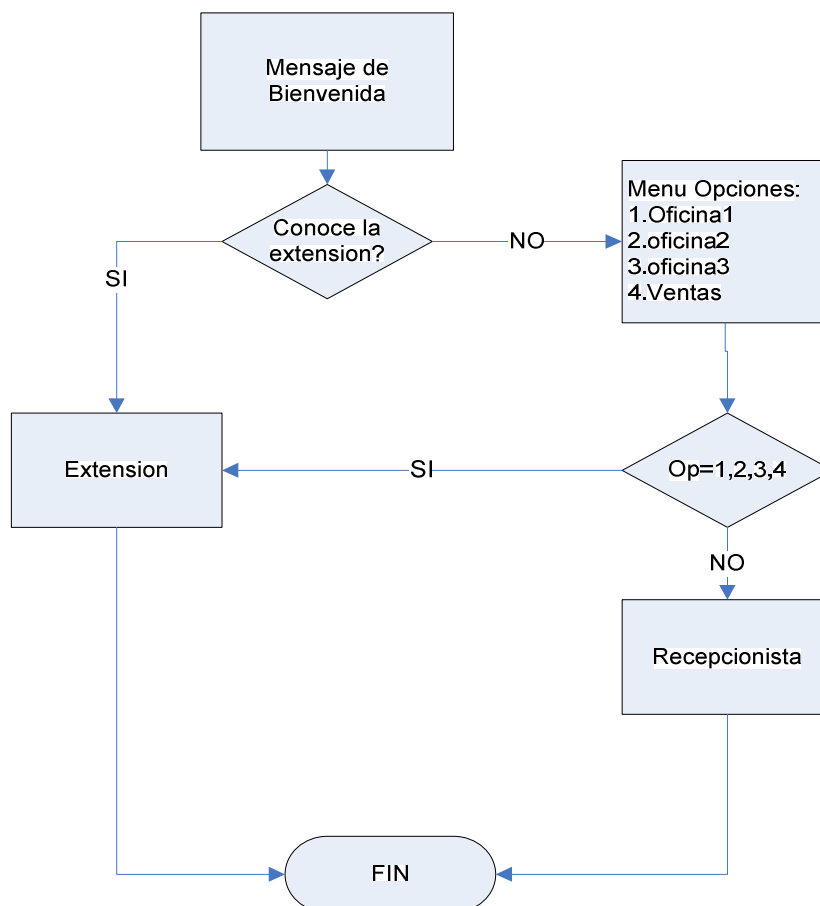 Mensaje de
Bienvenida
Conoce la
extension?
NO
SI
Menu Opciones:
1.Oficina1
2.oficina2
3.oficina3
4.Ventas
Extension
SI
Op=1,2,3,4
NO
Recepcionista
FIN